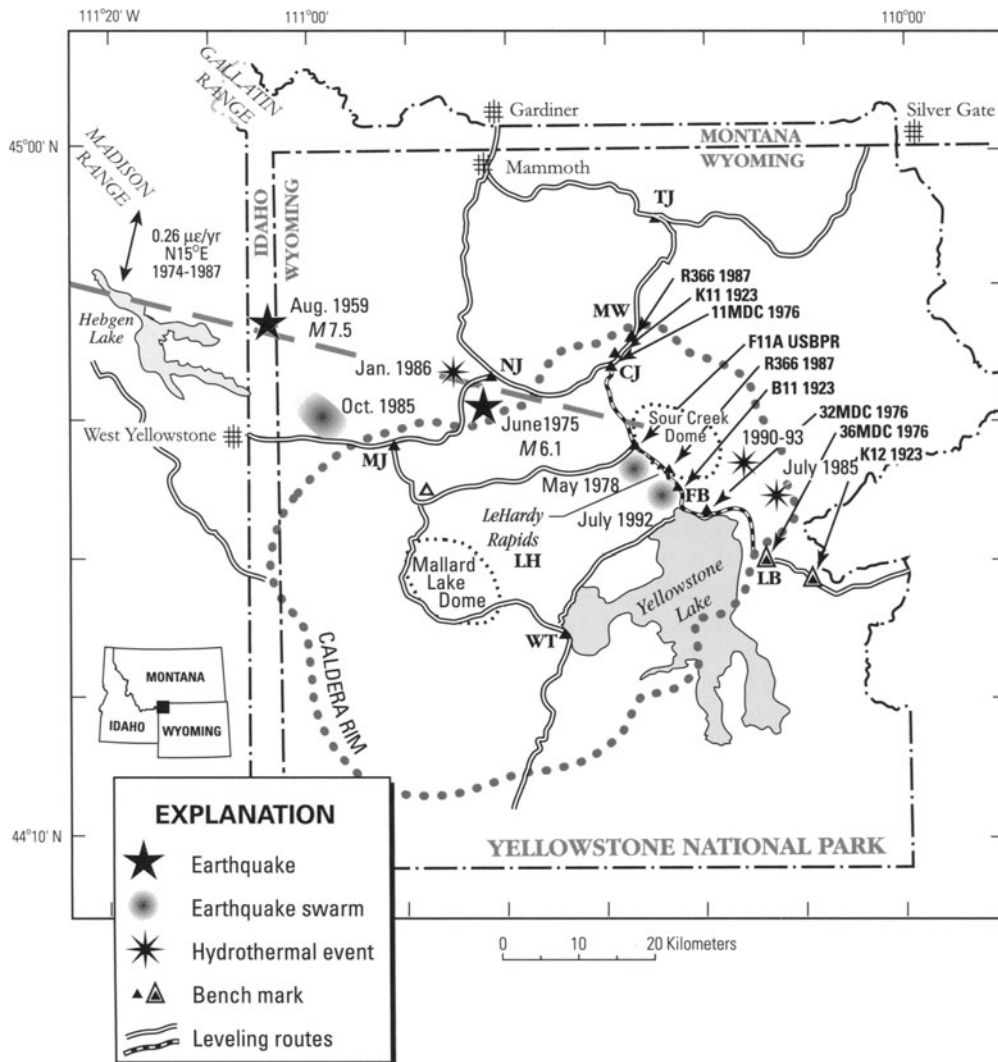 111°20' W
111°00'
110°00'
GALLATIN
RANGE
Gardiner
Silver Gate
45°00' N
MONTANA
WYOMING
MADISON
RANGE
Mammoth
IDAHO
WYOMING
TJ
0.26 με/yr
N15°E
1974-1987
R366 1987
K11 1923
11MDC 1976
MW
Aug. 1959
M 7.5
Hebgen
Lake
F11A USBPR
R366 1987
B11 1923
Jan. 1986
NJ
CJ
32MDC 1976
36MDC 1976
K12 1923
Oct. 1985
Sour Creek
Dome
1990-93
West Yellowstone
June1975
M 6.1
MJ
July 1985
May 1978
FB
LeHardy
Rapids
July 1992
LH
LB
Mallard
Lake
Dome
Yellowstone
Lake
WT
CALDERA RIM
MONTANA
IDAHO
WYOMING
44°10' N
YELLOWSTONE NATIONAL PARK
EXPLANATION
Earthquake
Earthquake swarm
Hydrothermal event
Bench mark
Leveling routes
0 10 20 Kilometers